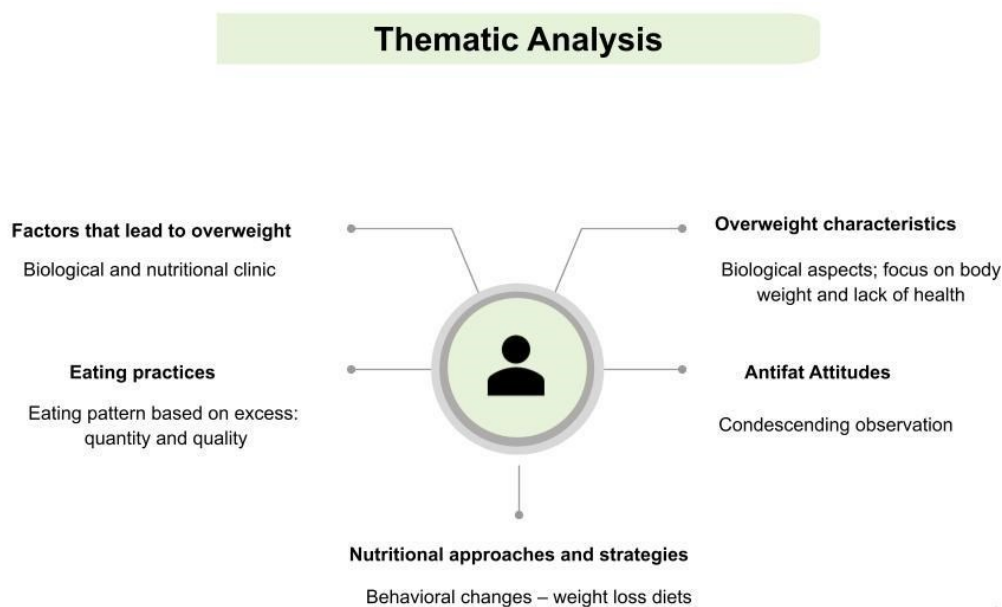 Thematic Analysis
Factors that lead to overweight
Biological and nutritional clinic
Overweight characteristics
Biological aspects; focus on body
weight and lack of health
Eating practices
Eating pattern based on excess:
quantity and quality
Antifat Attitudes
Condescending observation
Nutritional approaches and strategies
Behavioral changes – weight loss diets